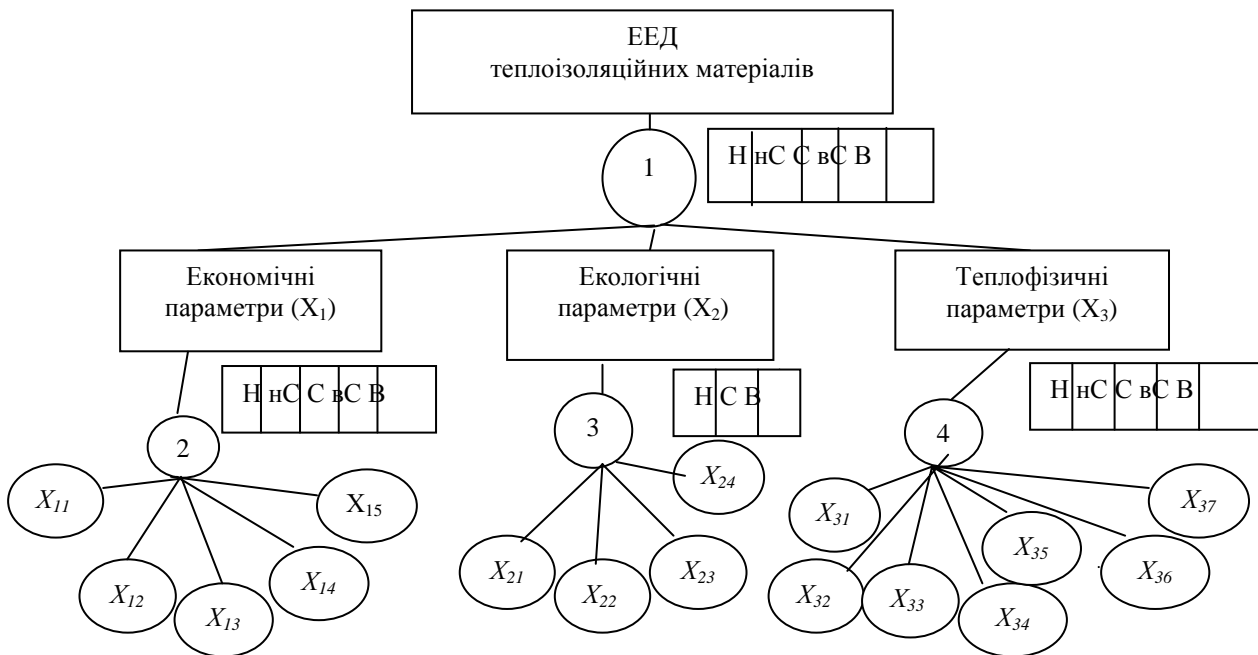 ЕЕД
теплоізоляційних матеріалів
1
Н нС С вС В
Економічні
параметри (X₁)
Екологічні
параметри (X₂)
Теплофізичні
параметри (X₃)
Н нС С вС В
Н С В
Н нС С вС В
2
3
4
X₁₁
X₁₂
X₁₃
X₁₄
X₁₅
X₂₁
X₂₂
X₂₃
X₂₄
X₃₁
X₃₂
X₃₃
X₃₄
X₃₅
X₃₆
X₃₇